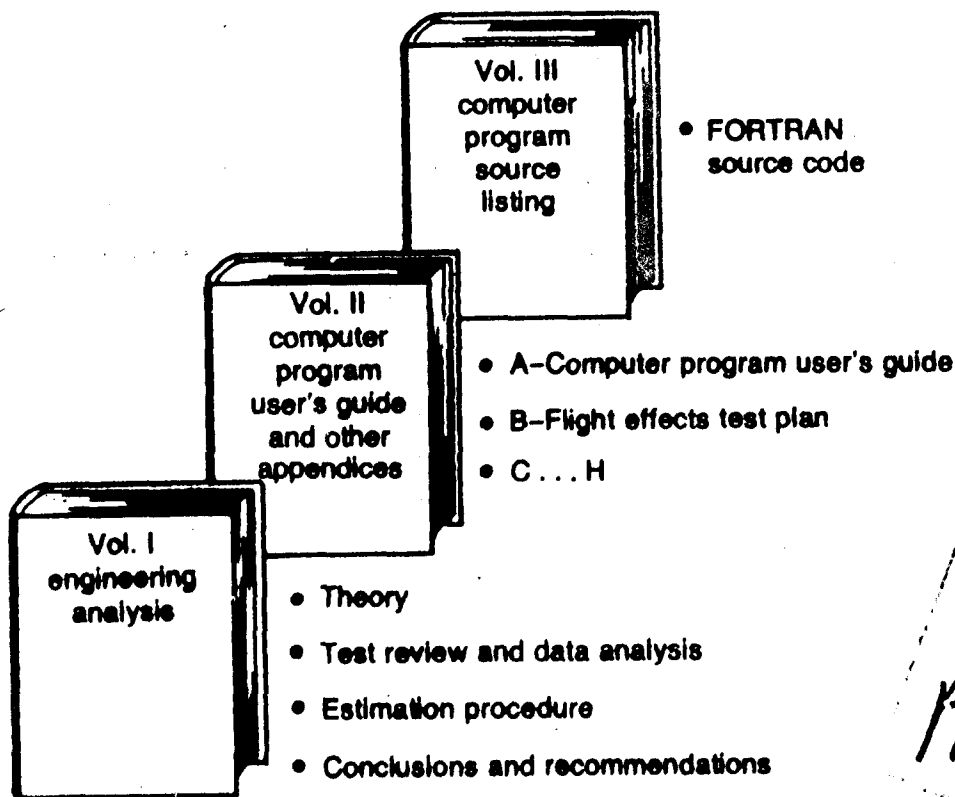 Vol. III
computer
program
source
listing
• FORTRAN
source code
Vol. II
computer
program
user's guide
and other
appendices
• A–Computer program user's guide
• B–Flight effects test plan
• C . . . H
Vol. I
engineering
analysis
• Theory
• Test review and data analysis
• Estimation procedure
• Conclusions and recommendations